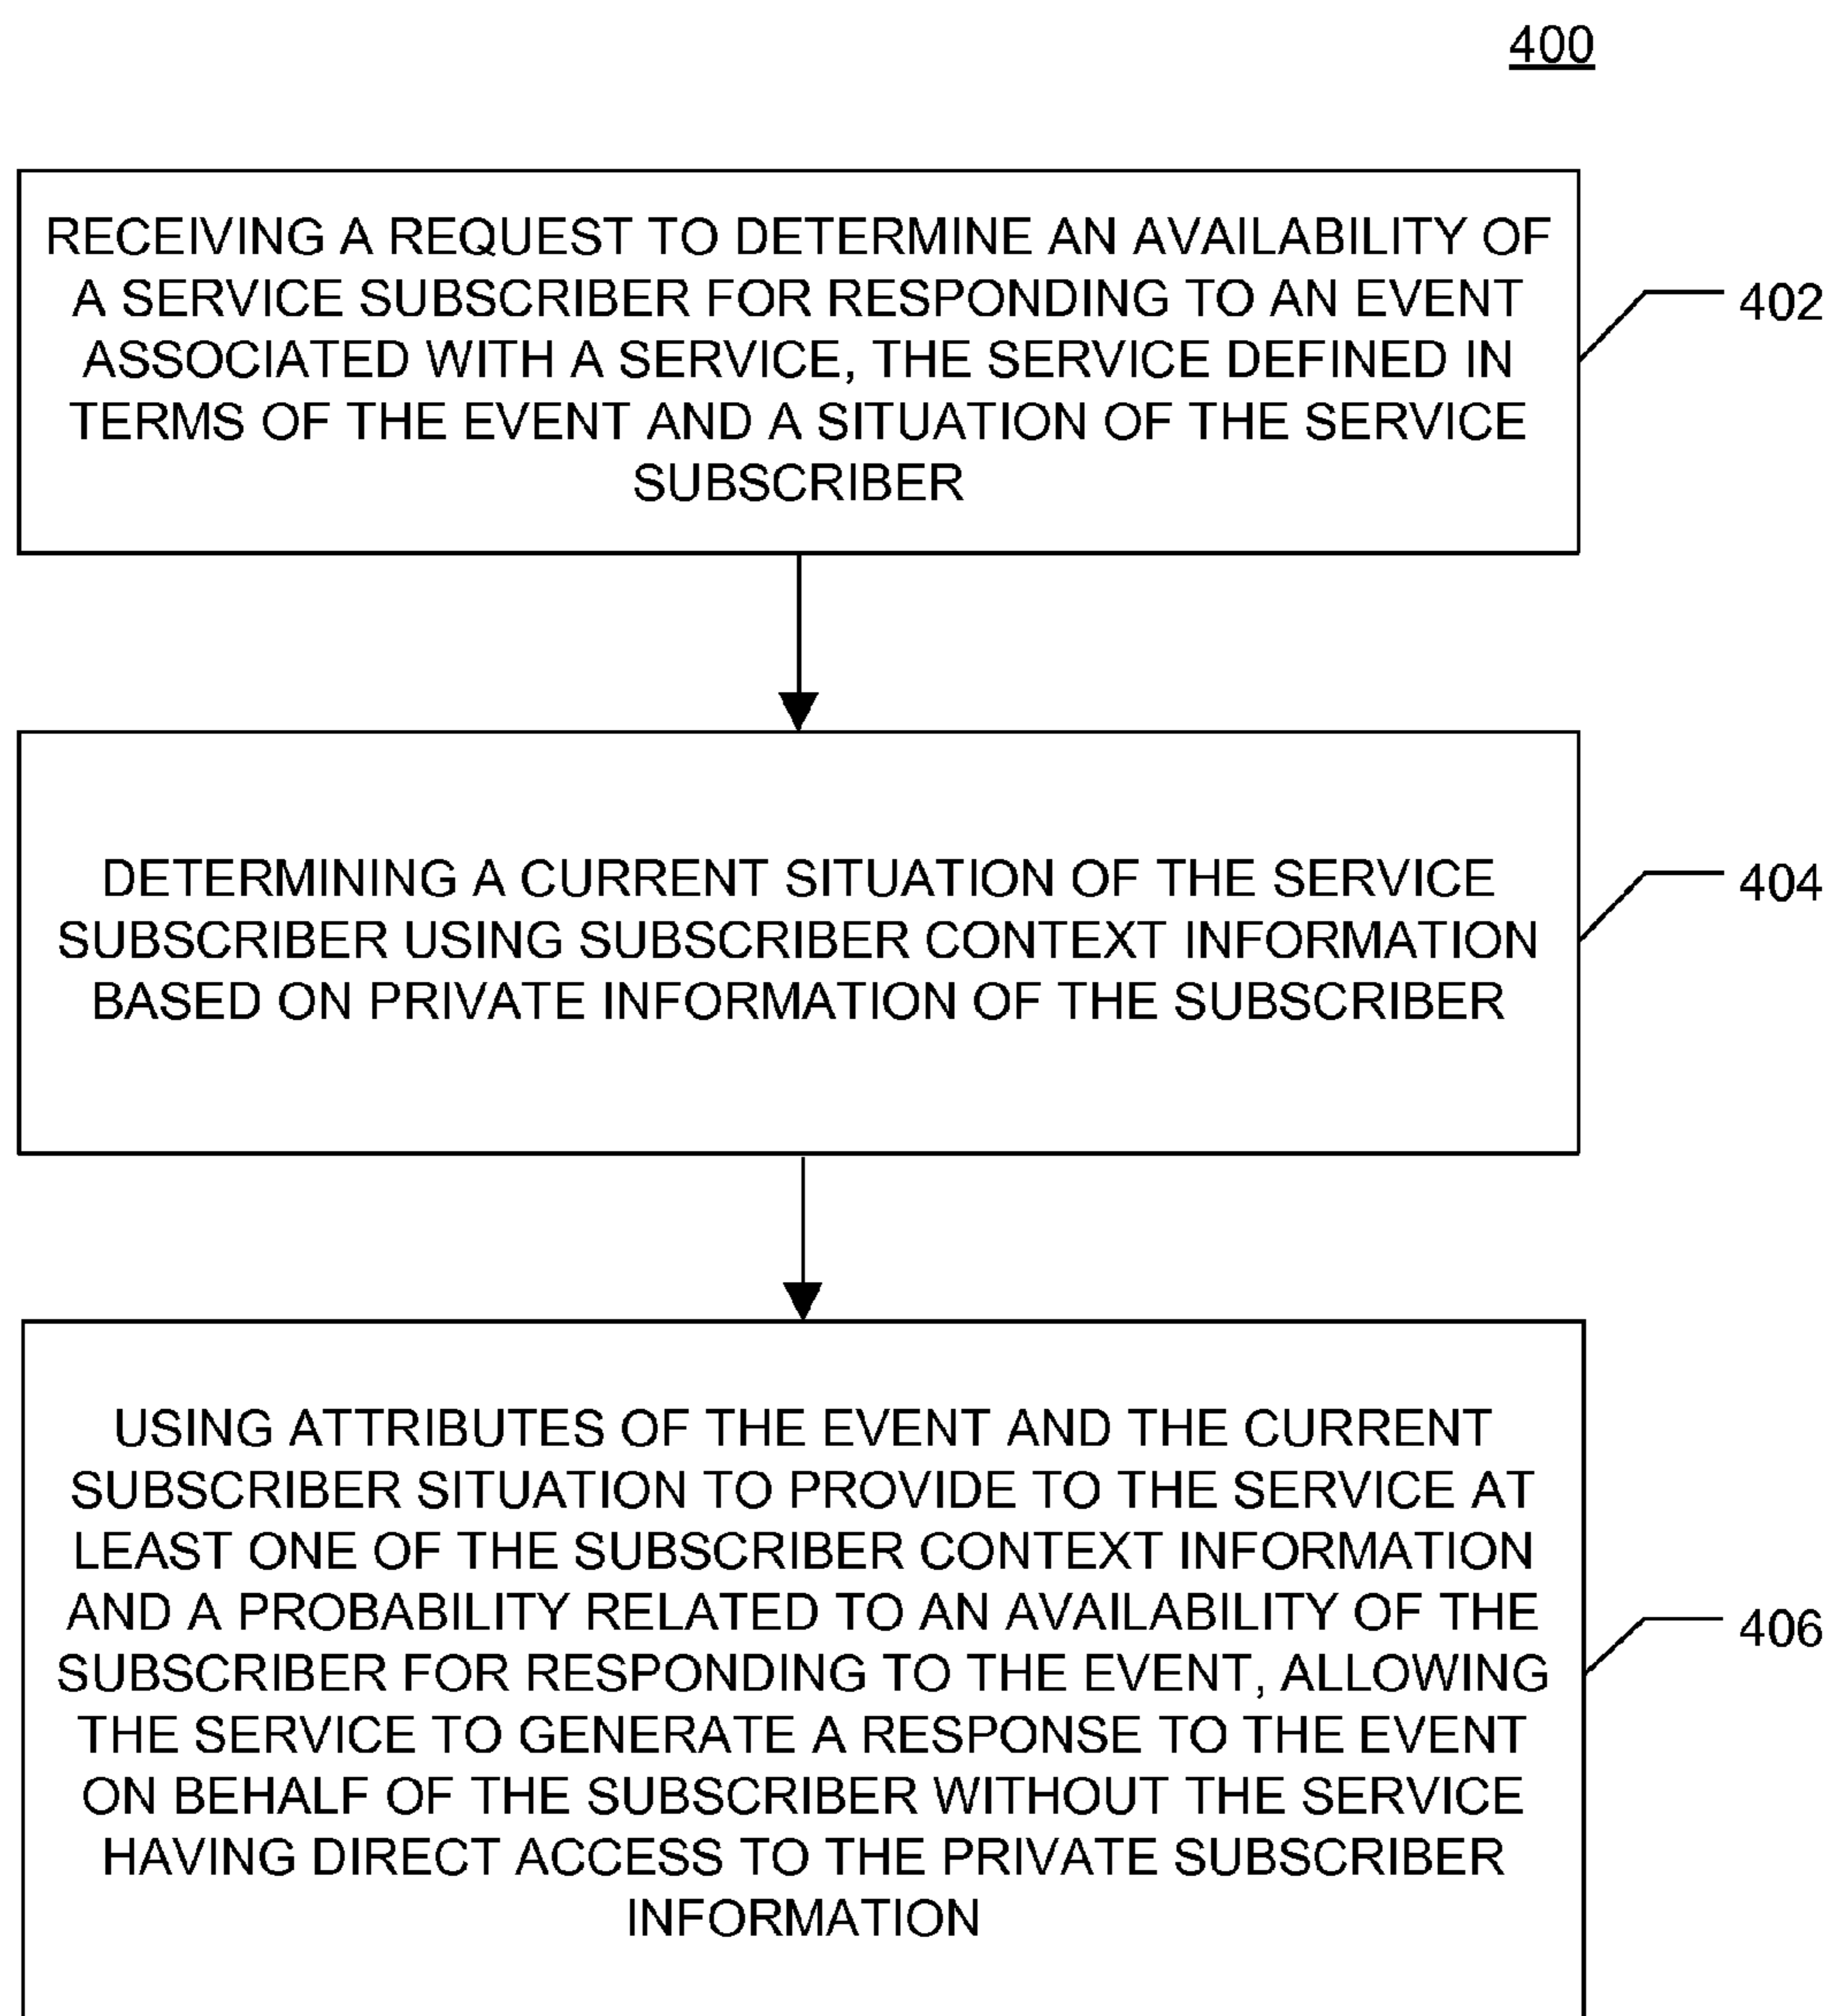 400
RECEIVING A REQUEST TO DETERMINE AN AVAILABILITY OF
A SERVICE SUBSCRIBER FOR RESPONDING TO AN EVENT
ASSOCIATED WITH A SERVICE, THE SERVICE DEFINED IN
TERMS OF THE EVENT AND A SITUATION OF THE SERVICE
SUBSCRIBER
402
DETERMINING A CURRENT SITUATION OF THE SERVICE
SUBSCRIBER USING SUBSCRIBER CONTEXT INFORMATION
BASED ON PRIVATE INFORMATION OF THE SUBSCRIBER
404
USING ATTRIBUTES OF THE EVENT AND THE CURRENT
SUBSCRIBER SITUATION TO PROVIDE TO THE SERVICE AT
LEAST ONE OF THE SUBSCRIBER CONTEXT INFORMATION
AND A PROBABILITY RELATED TO AN AVAILABILITY OF THE
SUBSCRIBER FOR RESPONDING TO THE EVENT, ALLOWING
THE SERVICE TO GENERATE A RESPONSE TO THE EVENT
ON BEHALF OF THE SUBSCRIBER WITHOUT THE SERVICE
HAVING DIRECT ACCESS TO THE PRIVATE SUBSCRIBER
INFORMATION
406